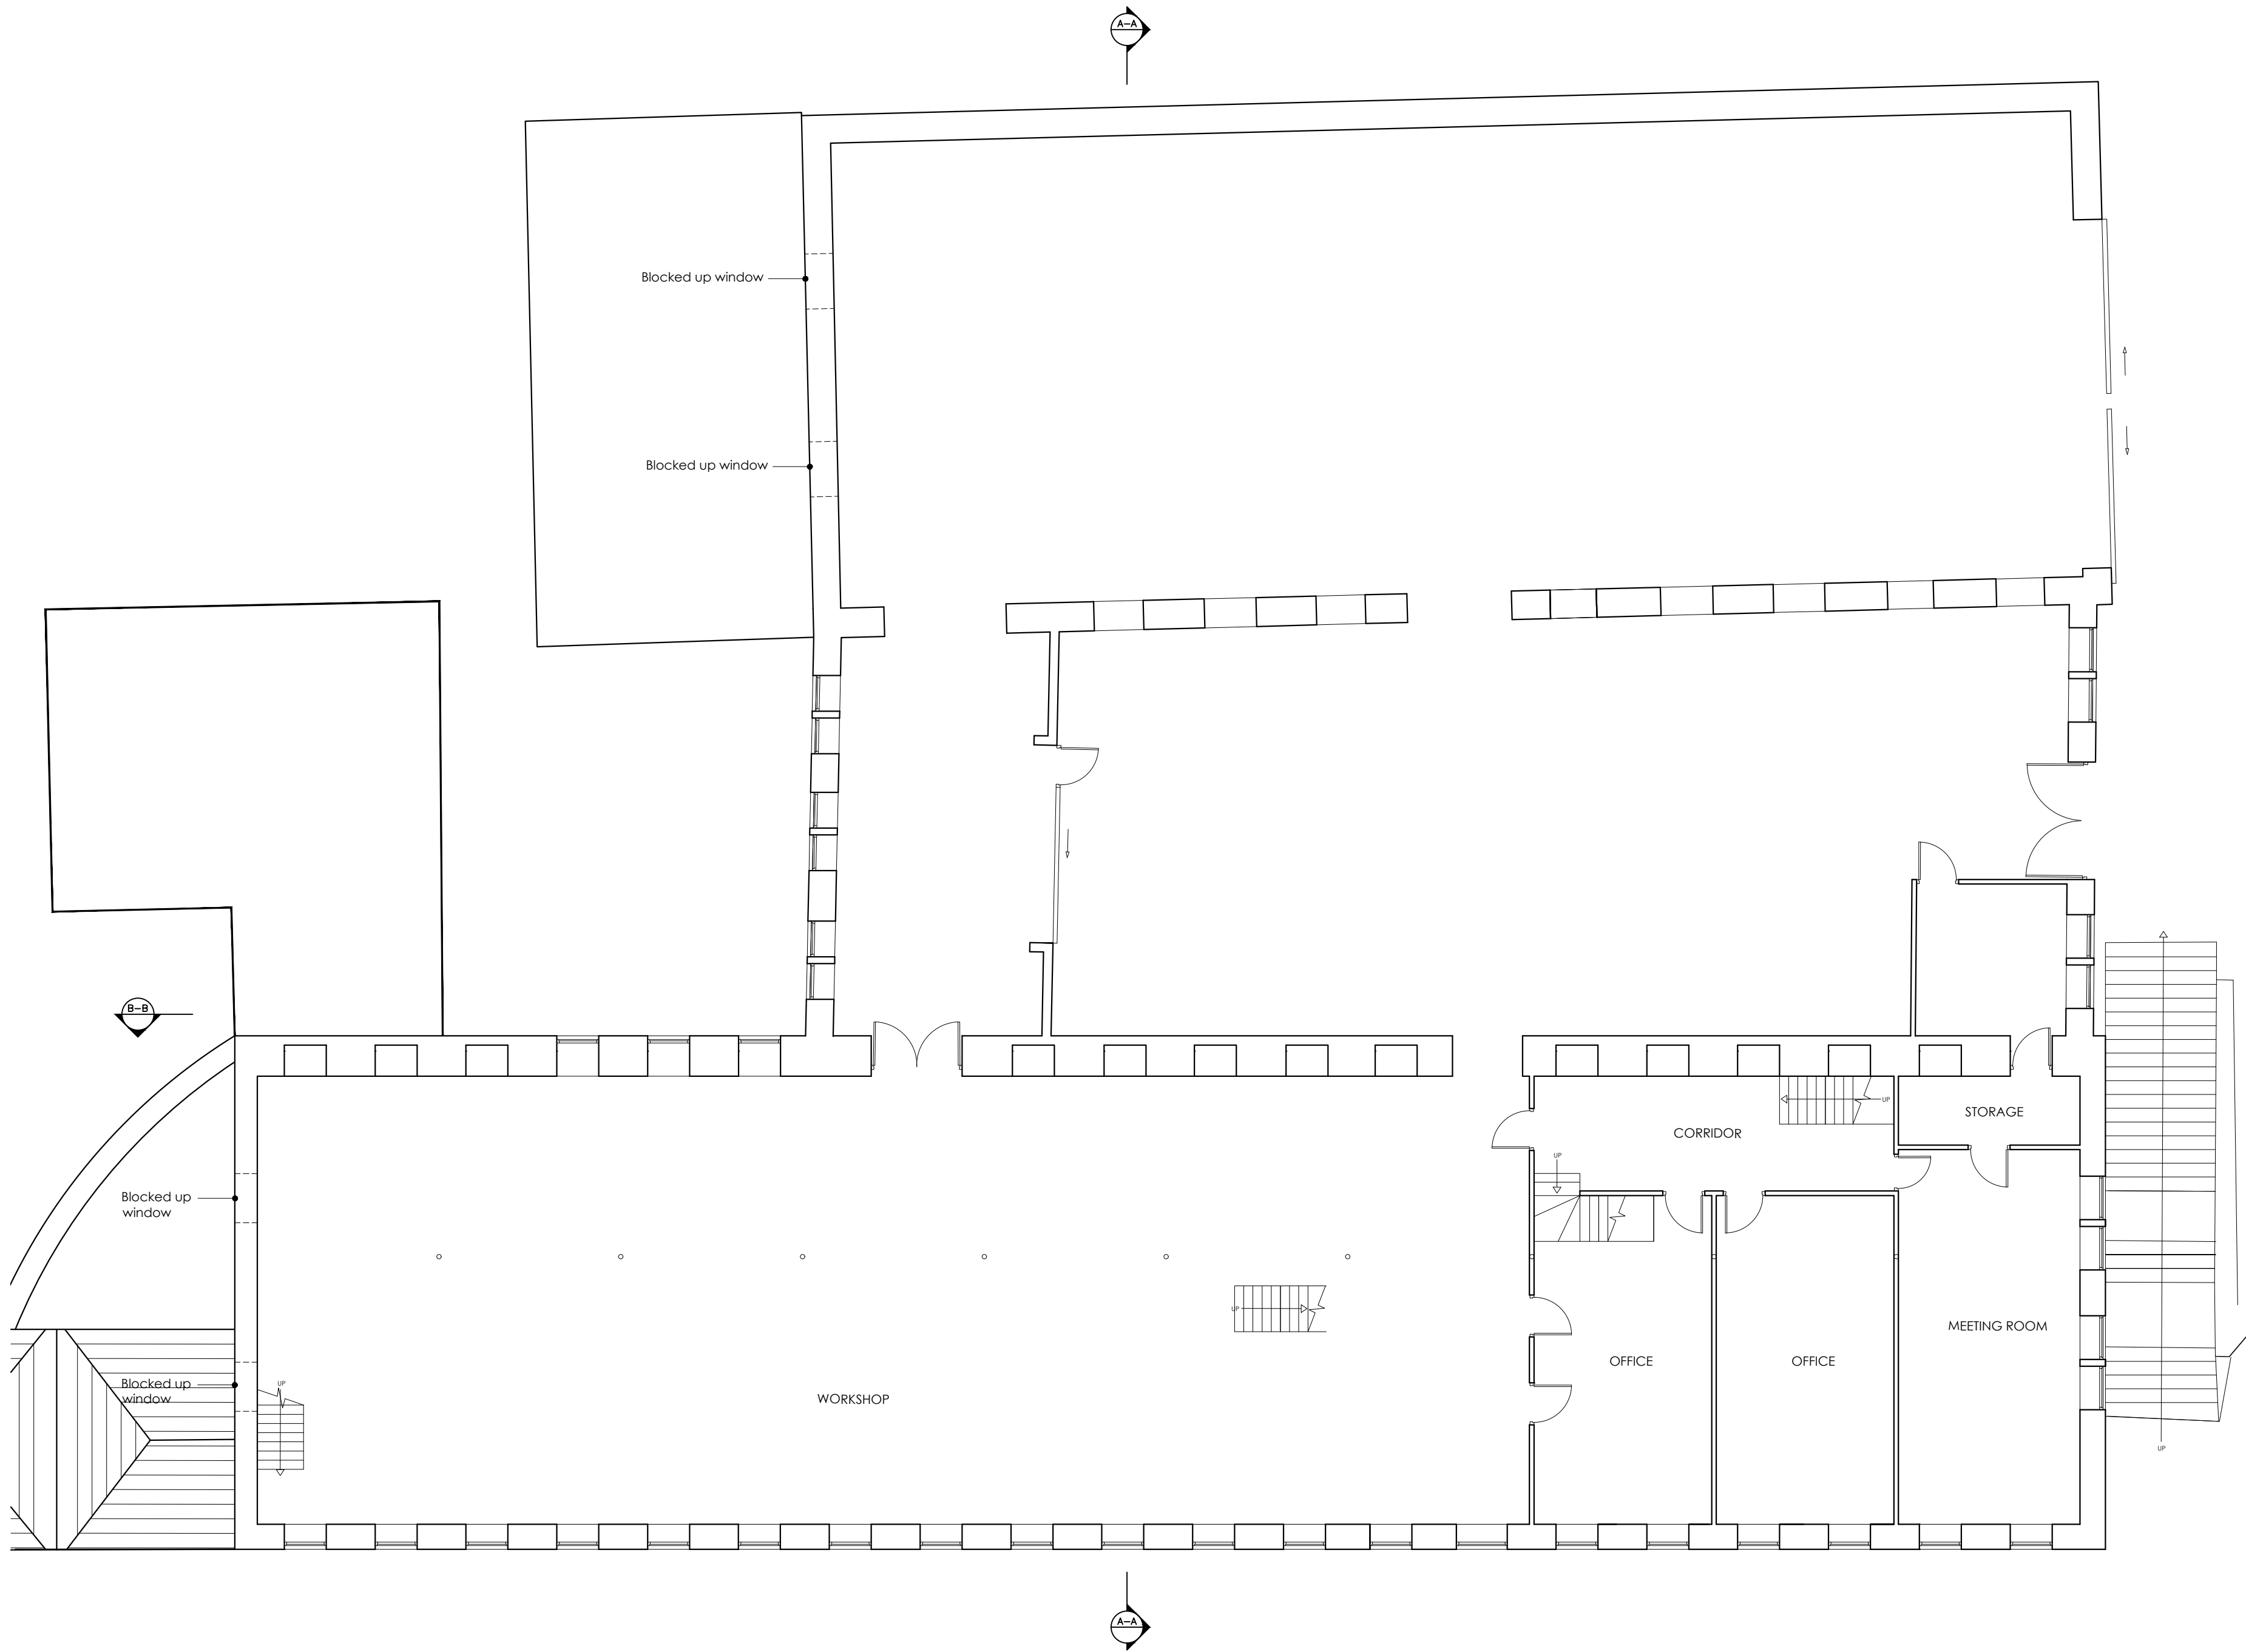 A-A
Blocked up window
Blocked up window
B-B
UP
STORAGE
CORRIDOR
UP
Blocked up
window
UP
MEETING ROOM
OFFICE
OFFICE
UP
Blocked up
window
WORKSHOP
UP
A-A